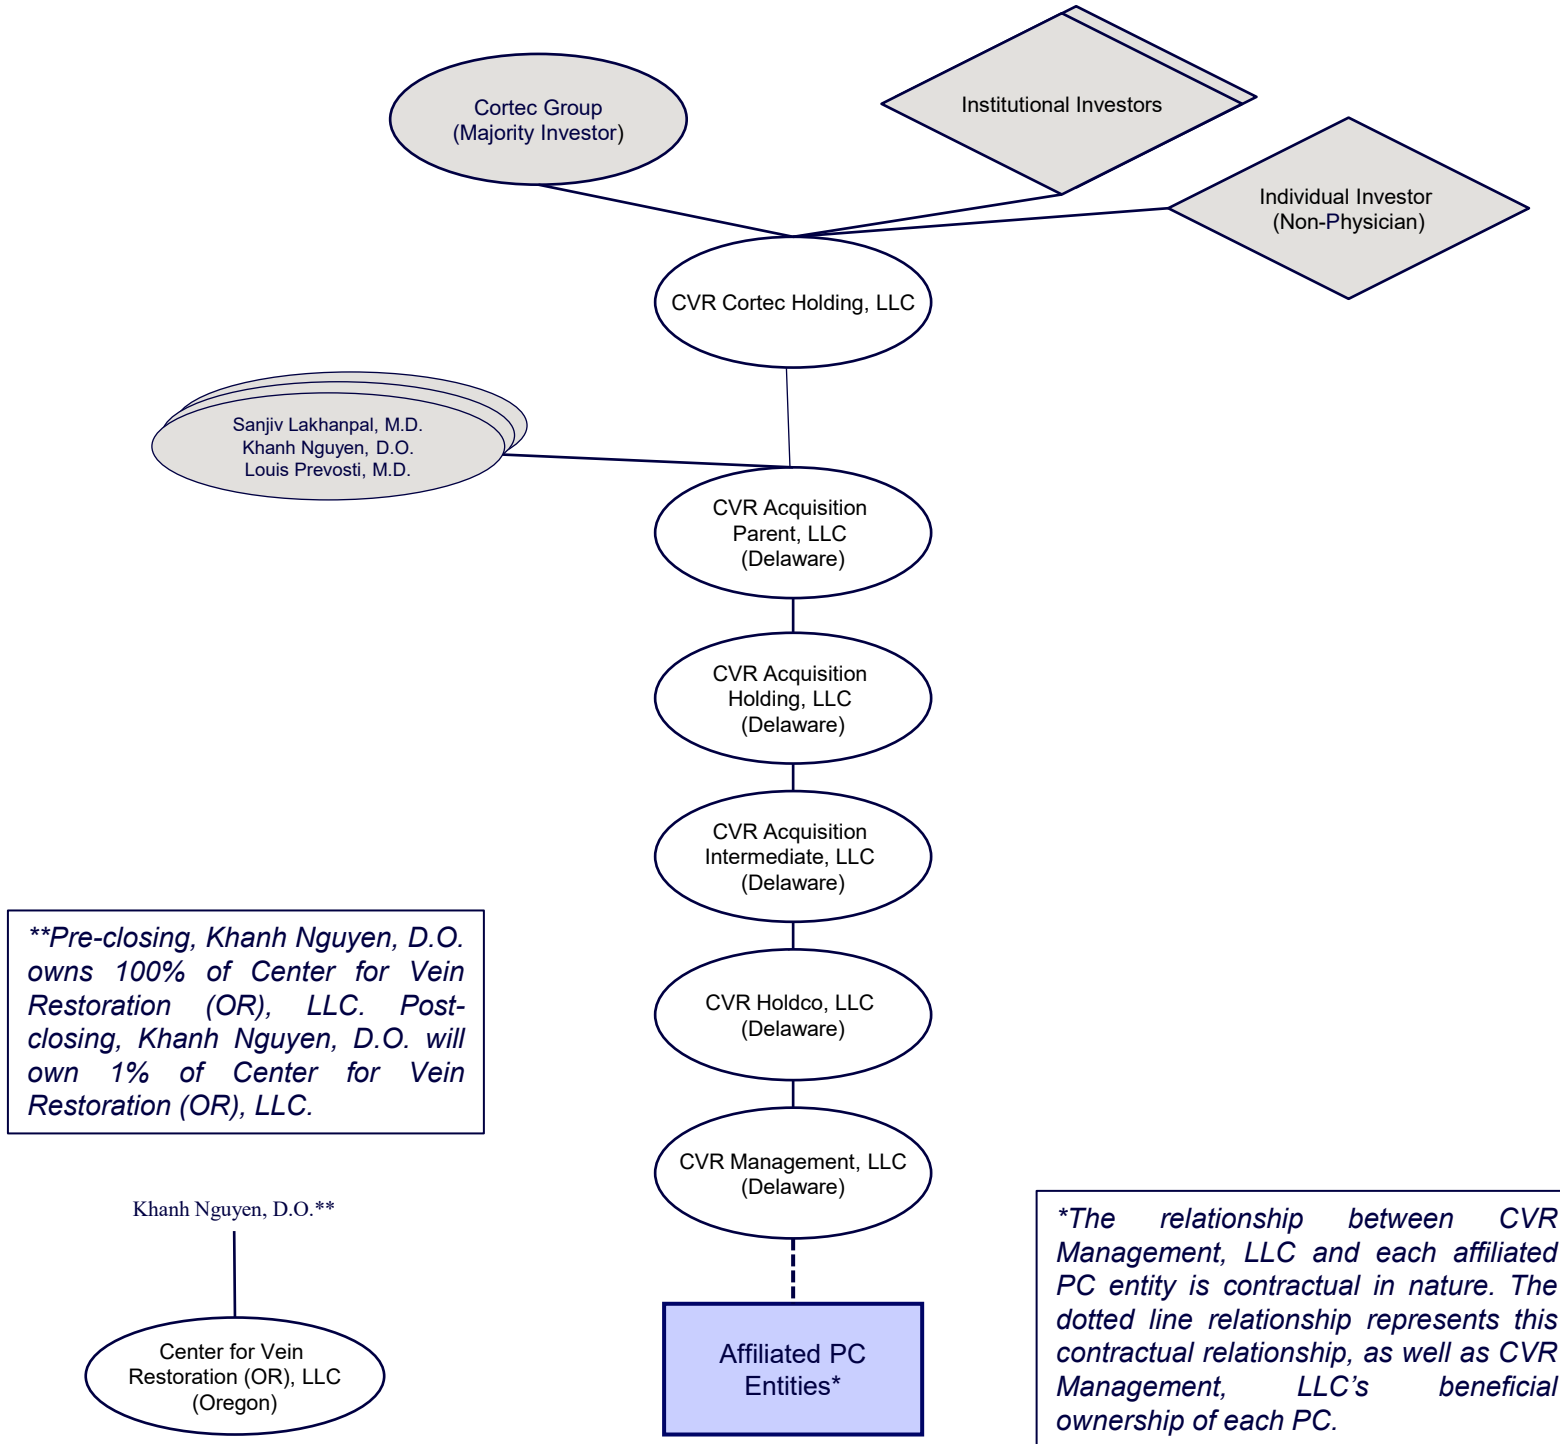 Cortec Group
(Majority Investor)
Institutional Investors
Individual Investor
(Non-Physician)
CVR Cortec Holding, LLC
Sanjiv Lakhanpal, M.D.
Khanh Nguyen, D.O.
Louis Prevosti, M.D.
CVR Acquisition
Parent, LLC
(Delaware)
CVR Acquisition
Holding, LLC
(Delaware)
CVR Acquisition
Intermediate, LLC
(Delaware)
**Pre-closing, Khanh Nguyen, D.O.
owns 100% of Center for Vein
Restoration (OR), LLC. Post-
closing, Khanh Nguyen, D.O. will
own 1% of Center for Vein
Restoration (OR), LLC.
CVR Holdco, LLC
(Delaware)
CVR Management, LLC
(Delaware)
Khanh Nguyen, D.O.**
Center for Vein
Restoration (OR), LLC
(Oregon)
Affiliated PC
Entities*
*The relationship between CVR
Management, LLC and each affiliated
PC entity is contractual in nature. The
dotted line relationship represents this
contractual relationship, as well as CVR
Management, LLC’s beneficial
ownership of each PC.